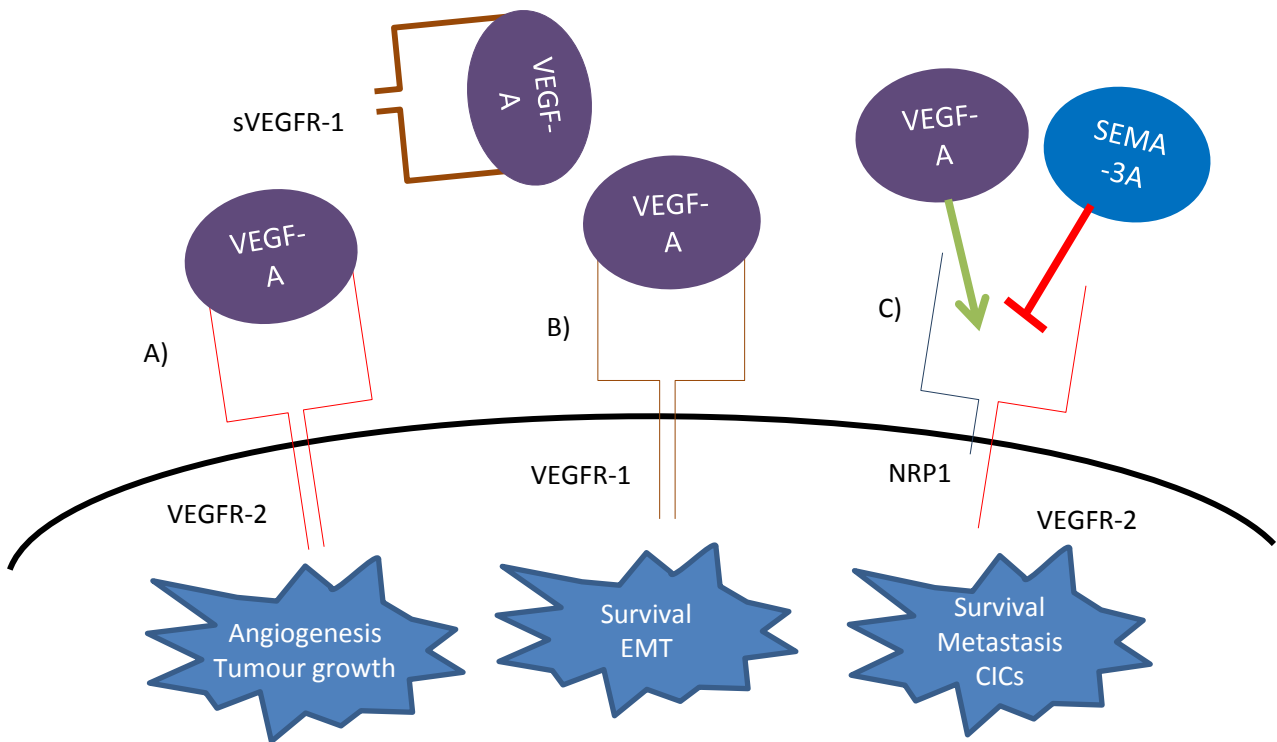 sVEGFR-1
VEGF-
A
VEGF-
A
VEGF-
A
VEGF-
A
SEMA
-3A
A)
B)
C)
VEGFR-2
VEGFR-1
NRP1
VEGFR-2
Angiogenesis
Tumour growth
Survival
EMT
Survival
Metastasis
CICs